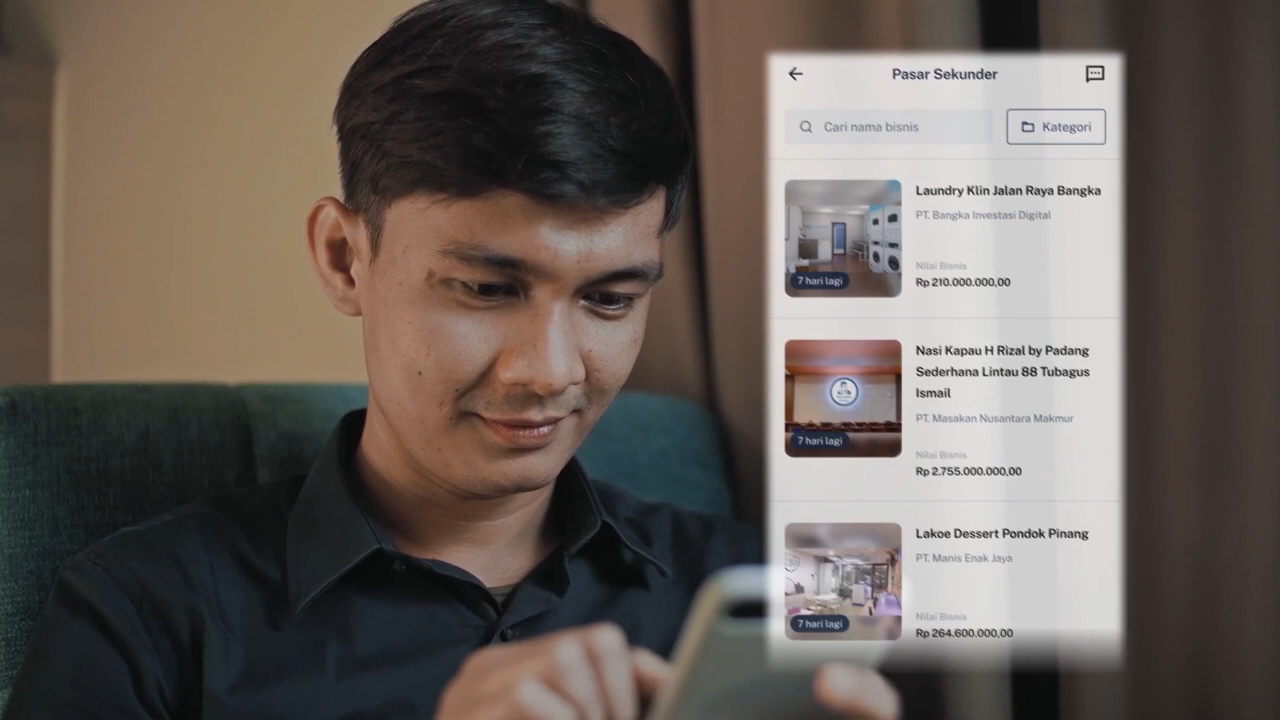 Pasar Sekunder
Cari nama bisnis
Kategori
Laundry Klin Jalan Raya Bangka
PT. Bangka Investasi Digital
Nilai Bisnis
Rp 210.000.000,00
7 hari lagi
Nasi Kapau H Rizal by Padang
Sederhana Lintau 88 Tubagus
Ismail
PT. Masakan Nusantara Makmur
Nilai Bisnis
Rp 2.755.000.000,00
7 hari lagi
Lakoe Dessert Pondok Pinang
PT. Manis Enak Jaya
Nilai Bisnis
Rp 264.600.000,00
7 hari lagi